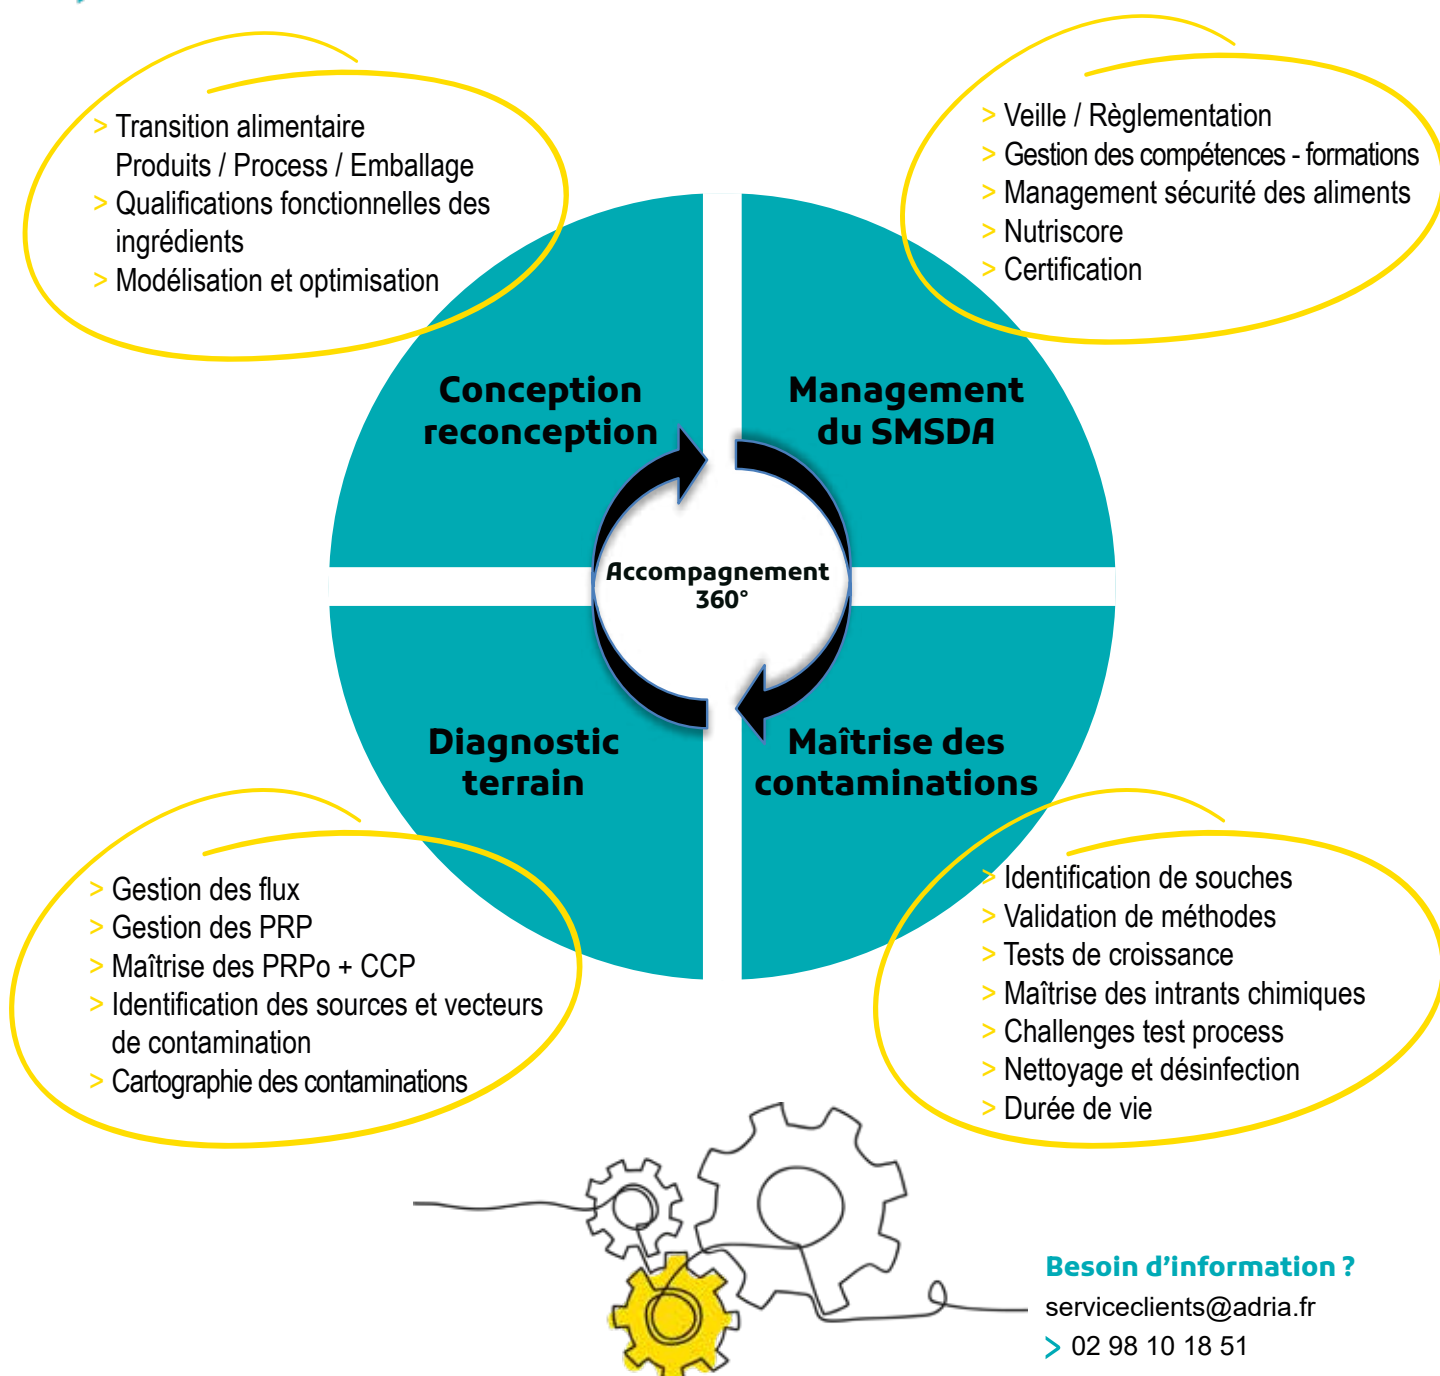 > Transition alimentaire
Produits / Process / Emballage
> Qualifications fonctionnelles des
ingrédients
> Modélisation et optimisation
> Veille / Règlementation
> Gestion des compétences - formations
> Management sécurité des aliments
> Nutriscore
> Certification
Conception
reconception
Management
du SMSDA
Accompagnement
360°
Diagnostic
terrain
Maîtrise des
contaminations
> Gestion des flux
> Gestion des PRP
> Maîtrise des PRPo + CCP
> Identification des sources et vecteurs
de contamination
> Cartographie des contaminations
> Identification de souches
> Validation de méthodes
> Tests de croissance
> Maîtrise des intrants chimiques
> Challenges test process
> Nettoyage et désinfection
> Durée de vie
Besoin d'information ?
serviceclients@adria.fr
> 02 98 10 18 51